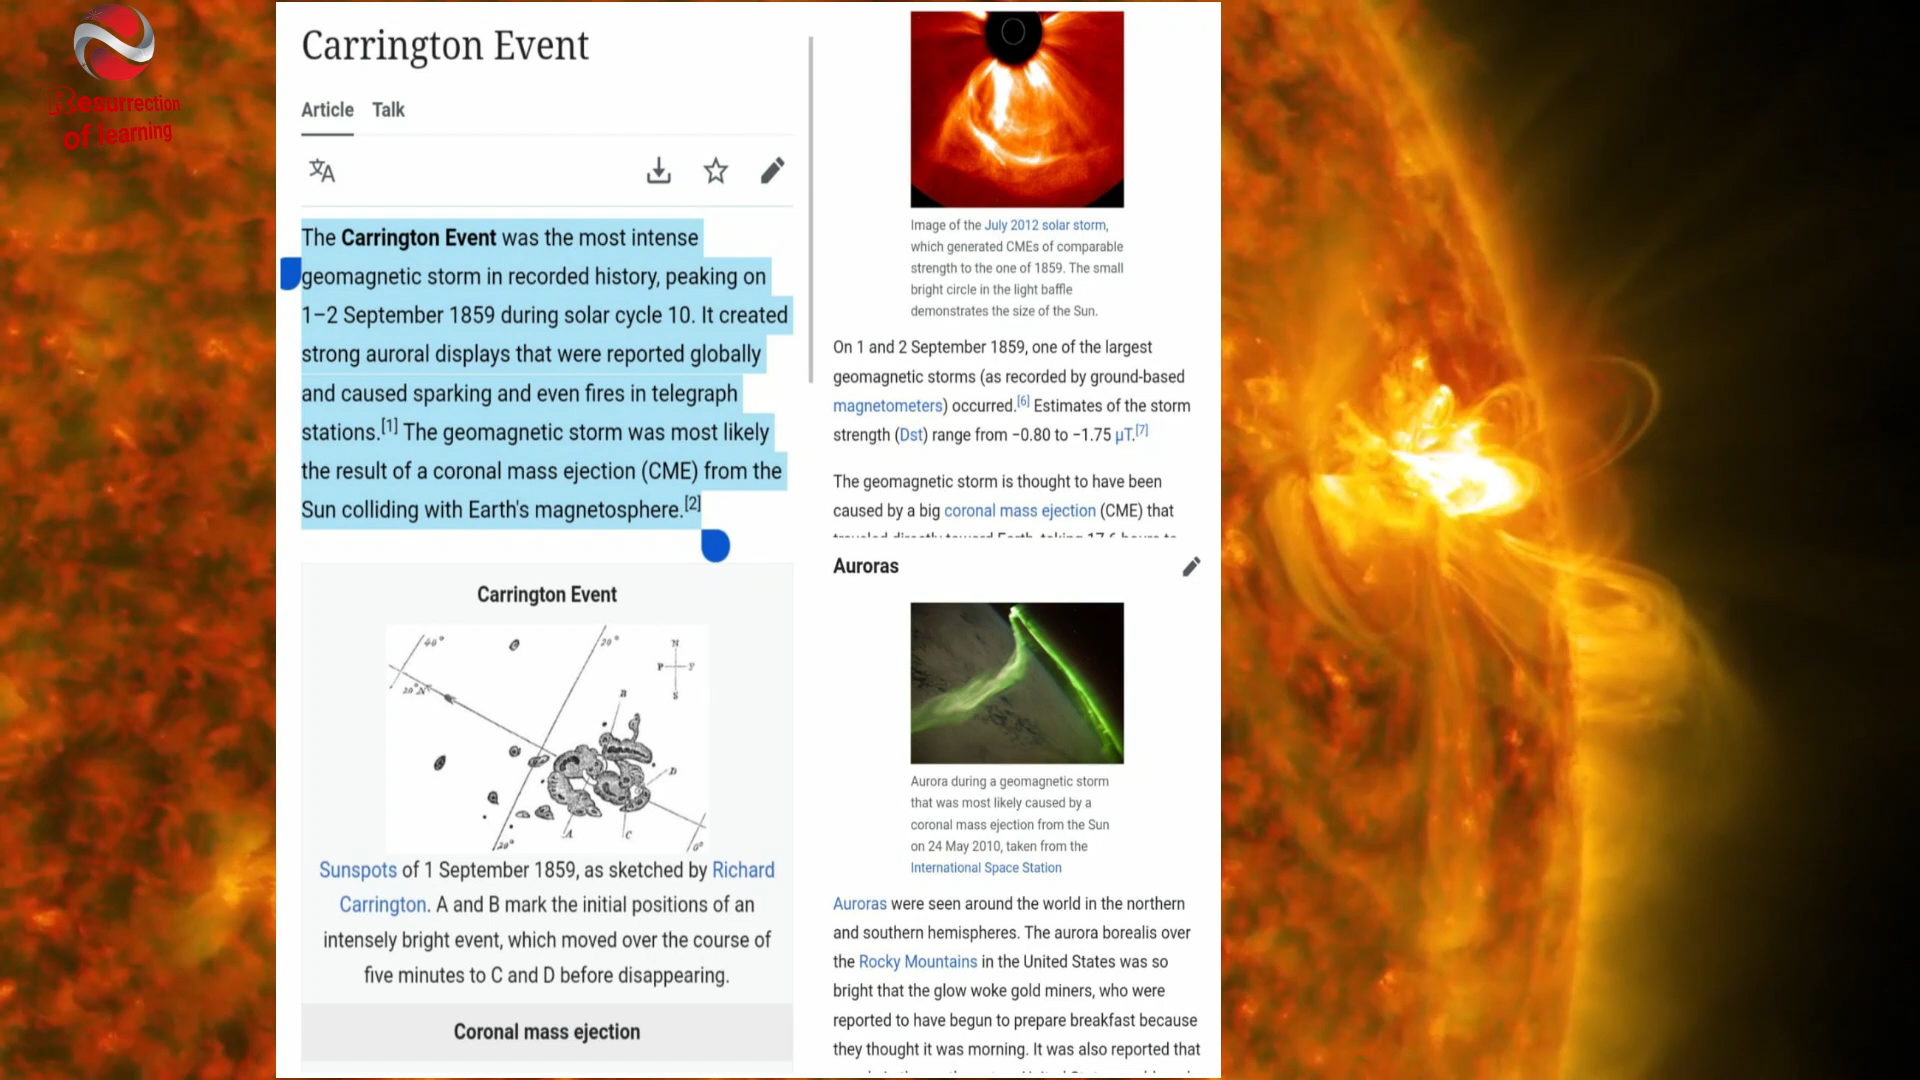 Resurrection
of learning
Carrington Event
Article Talk
The Carrington Event was the most intense
geomagnetic storm in recorded history, peaking on
1–2 September 1859 during solar cycle 10. It created
strong auroral displays that were reported globally
and caused sparking and even fires in telegraph
stations.[1] The geomagnetic storm was most likely
the result of a coronal mass ejection (CME) from the
Sun colliding with Earth's magnetosphere.[2]
Carrington Event
40°
20°
N
P F
S
20°N
B
D
A
C
20°
0°
Sunspots of 1 September 1859, as sketched by Richard
Carrington. A and B mark the initial positions of an
intensely bright event, which moved over the course of
five minutes to C and D before disappearing.
Coronal mass ejection
Image of the July 2012 solar storm,
which generated CMEs of comparable
strength to the one of 1859. The small
bright circle in the light baffle
demonstrates the size of the Sun.
On 1 and 2 September 1859, one of the largest
geomagnetic storms (as recorded by ground-based
magnetometers) occurred.[6] Estimates of the storm
strength (Dst) range from −0.80 to −1.75 μT.[7]
The geomagnetic storm is thought to have been
caused by a big coronal mass ejection (CME) that
traveled directly toward Earth, taking 17.6 hours to
Auroras
Aurora during a geomagnetic storm
that was most likely caused by a
coronal mass ejection from the Sun
on 24 May 2010, taken from the
International Space Station
Auroras were seen around the world in the northern
and southern hemispheres. The aurora borealis over
the Rocky Mountains in the United States was so
bright that the glow woke gold miners, who were
reported to have begun to prepare breakfast because
they thought it was morning. It was also reported that